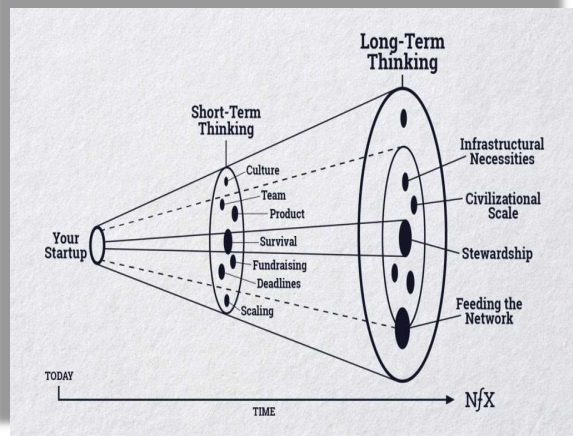 Long-Term
Thinking
Short-Term
Thinking
Culture
Team
Product
Survival
Fundraising
Deadlines
Scaling
Your
Startup
Infrastructural
Necessities
Civilizational
Scale
Stewardship
Feeding the
Network
TODAY
TIME
NfX